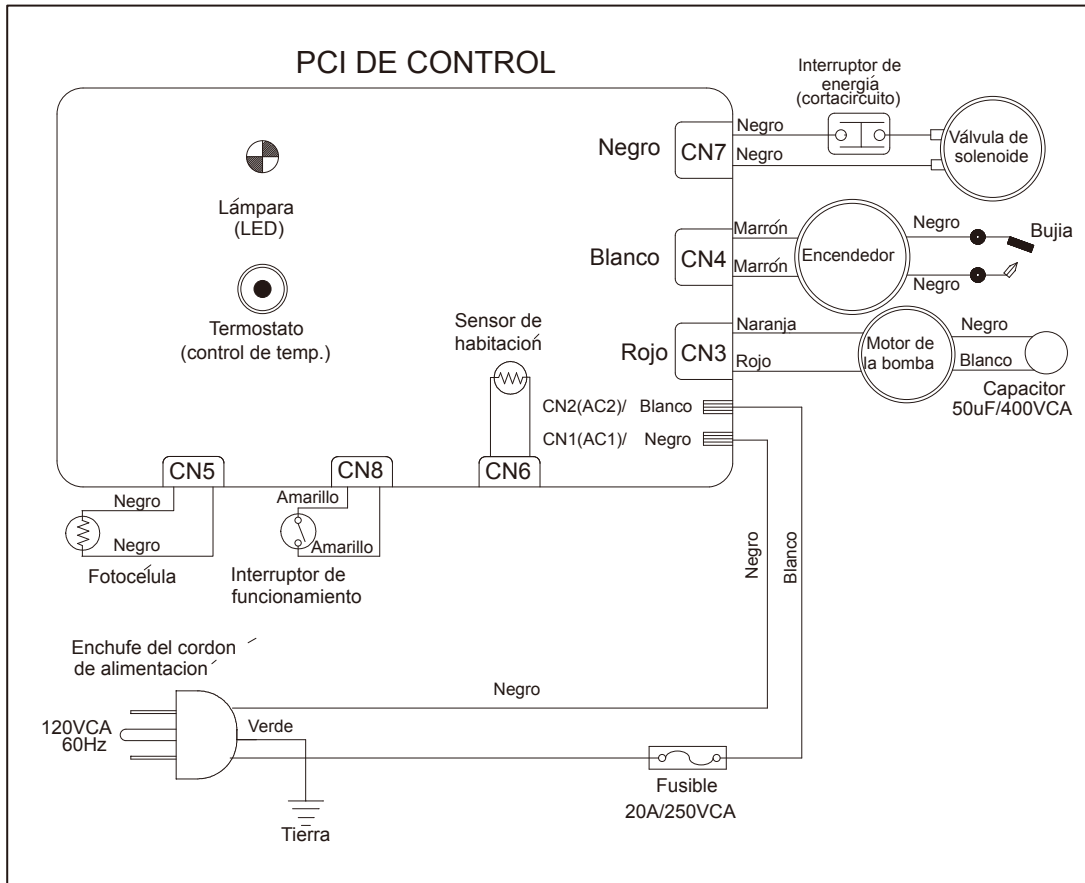 PCI DE CONTROL
Interruptor de
energía
(cortacircuito)
Negro
CN7
Negro
Negro
Válvula de
solenoide
Lámpara
(LED)
Blanco
CN4
Marrón
Marrón
Encendedor
Negro
Negro
Bujia
Termostato
(control de temp.)
Sensor de
habitación
Rojo
CN3
Naranja
Rojo
Motor de
la bomba
Negro
Blanco
Capacitor
50uF/400VCA
CN2(AC2)/ Blanco
CN1(AC1)/ Negro
CN5
CN8
CN6
Negro
Negro
Fotocélula
Amarillo
Amarillo
Interruptor de
funcionamiento
Negro
Blanco
Enchufe del cordón
de alimentación
Negro
120VCA
60Hz
Verde
Tierra
Fusible
20A/250VCA